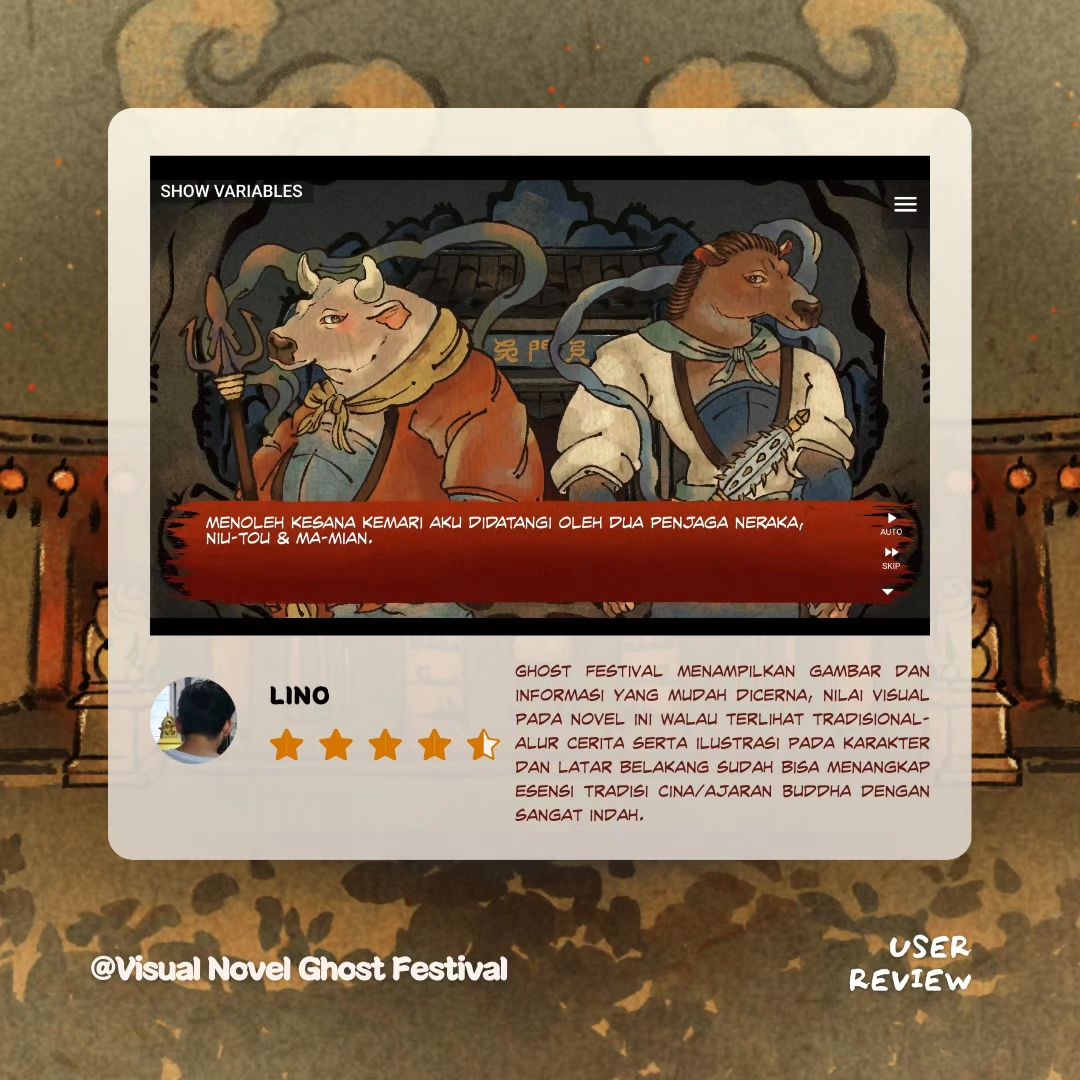 SHOW VARIABLES
MENOLEH KESANA KEMARI AKU DIDATANGI OLEH DUA PENJAGA NERAKA,
NIU-TOU & MA-MIAN.
AUTO
SKIP
LINO
GHOST FESTIVAL MENAMPILKAN GAMBAR DAN
INFORMASI YANG MUDAH DICERNA, NILAI VISUAL
PADA NOVEL INI WALAU TERLIHAT TRADISIONAL-
ALUR CERITA SERTA ILUSTRASI PADA KARAKTER
DAN LATAR BELAKANG SUDAH BISA MENANGKAP
ESENSI TRADISI CINA/AJARAN BUDDHA DENGAN
SANGAT INDAH.
@Visual Novel Ghost Festival
USER
REVIEW